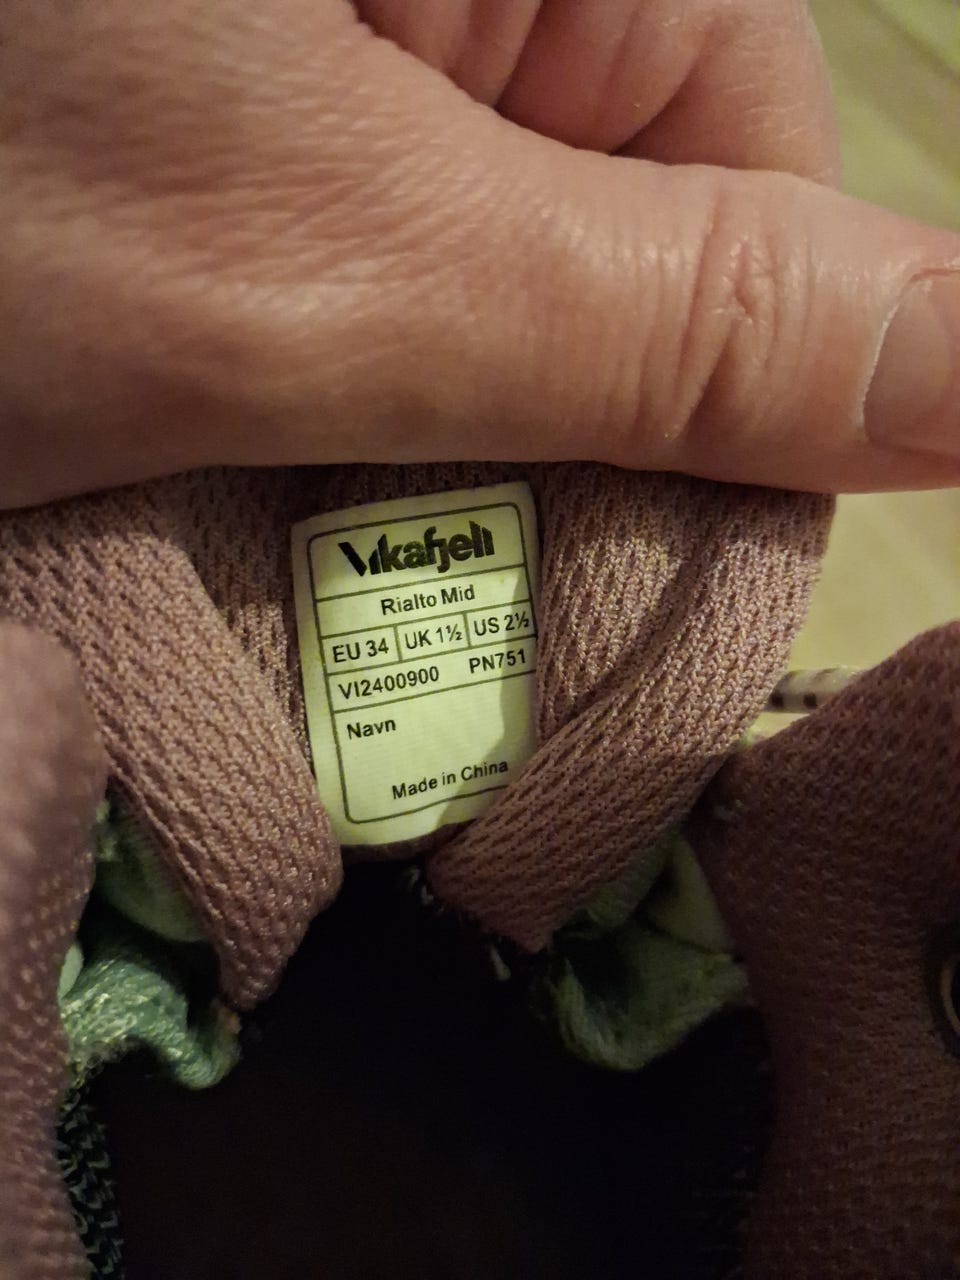 Vikafjell
Rialto Mid
EU 34 UK 1½ US 2½
VI2400900 PN751
Navn
Made in China